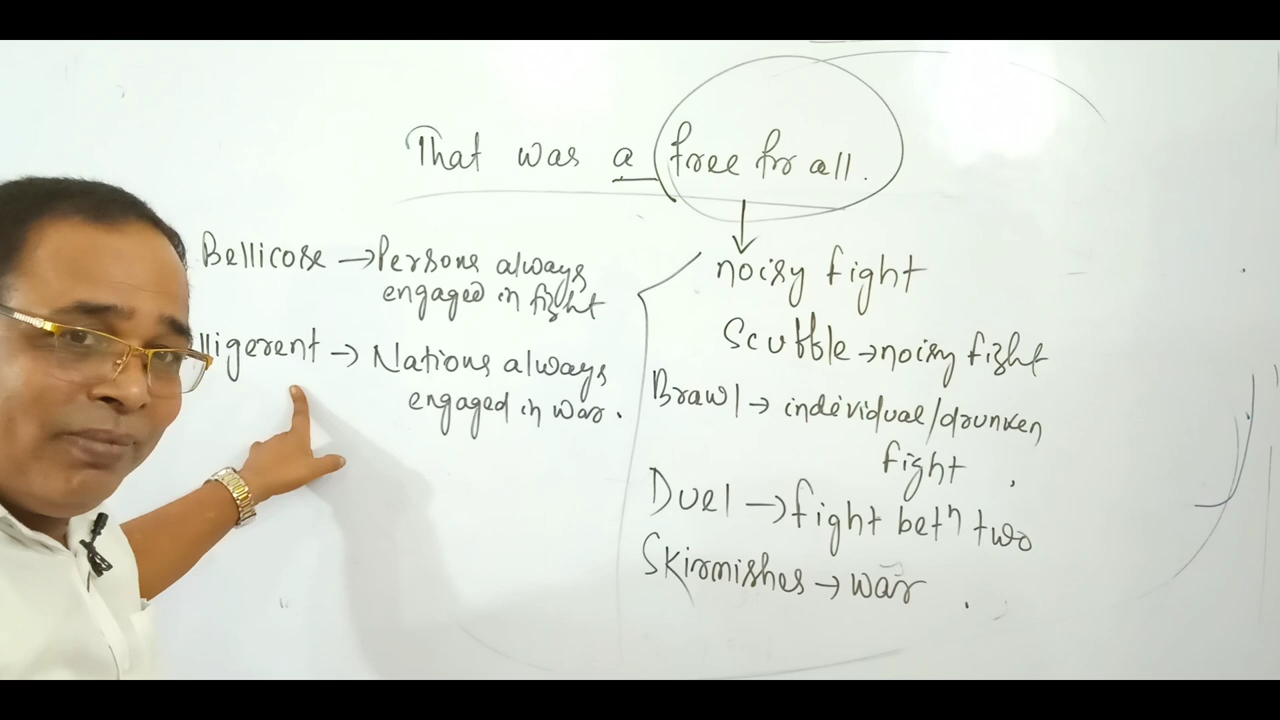 That was a free for all.
Bellicose → Persons always
engaged in fight
lligerent → Nations always
engaged in war.
noisy fight
Scuffle → noisy fight
Brawl → individual/drunken
fight.
Duel → fight betn two
Skirmishes → war.